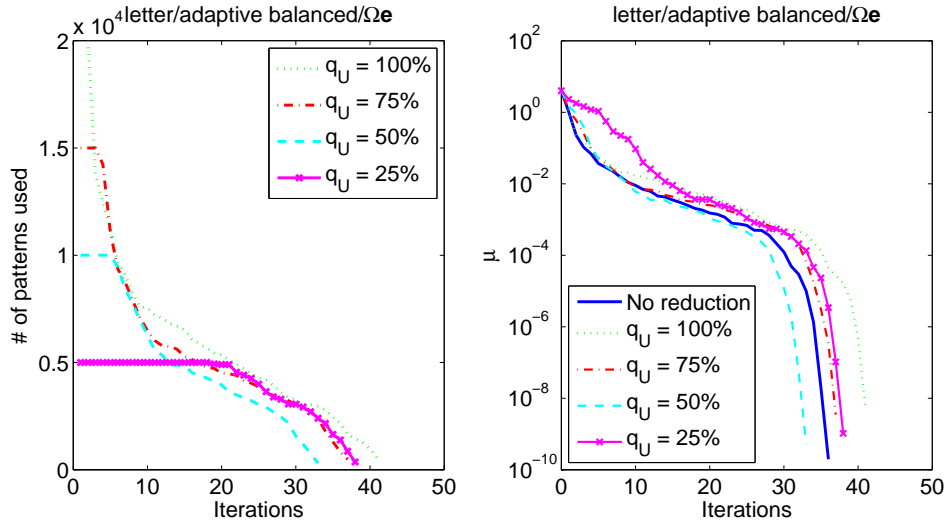 x 10⁴ letter/adaptive balanced/Ωe
2
1.5
1
0.5
0
0 10 20 30 40 50
Iterations
# of patterns used
q_U = 100%
q_U = 75%
q_U = 50%
q_U = 25%
letter/adaptive balanced/Ωe
10²
10⁰
10⁻²
10⁻⁴
10⁻⁶
10⁻⁸
10⁻¹⁰
0 10 20 30 40 50
Iterations
μ
No reduction
q_U = 100%
q_U = 75%
q_U = 50%
q_U = 25%